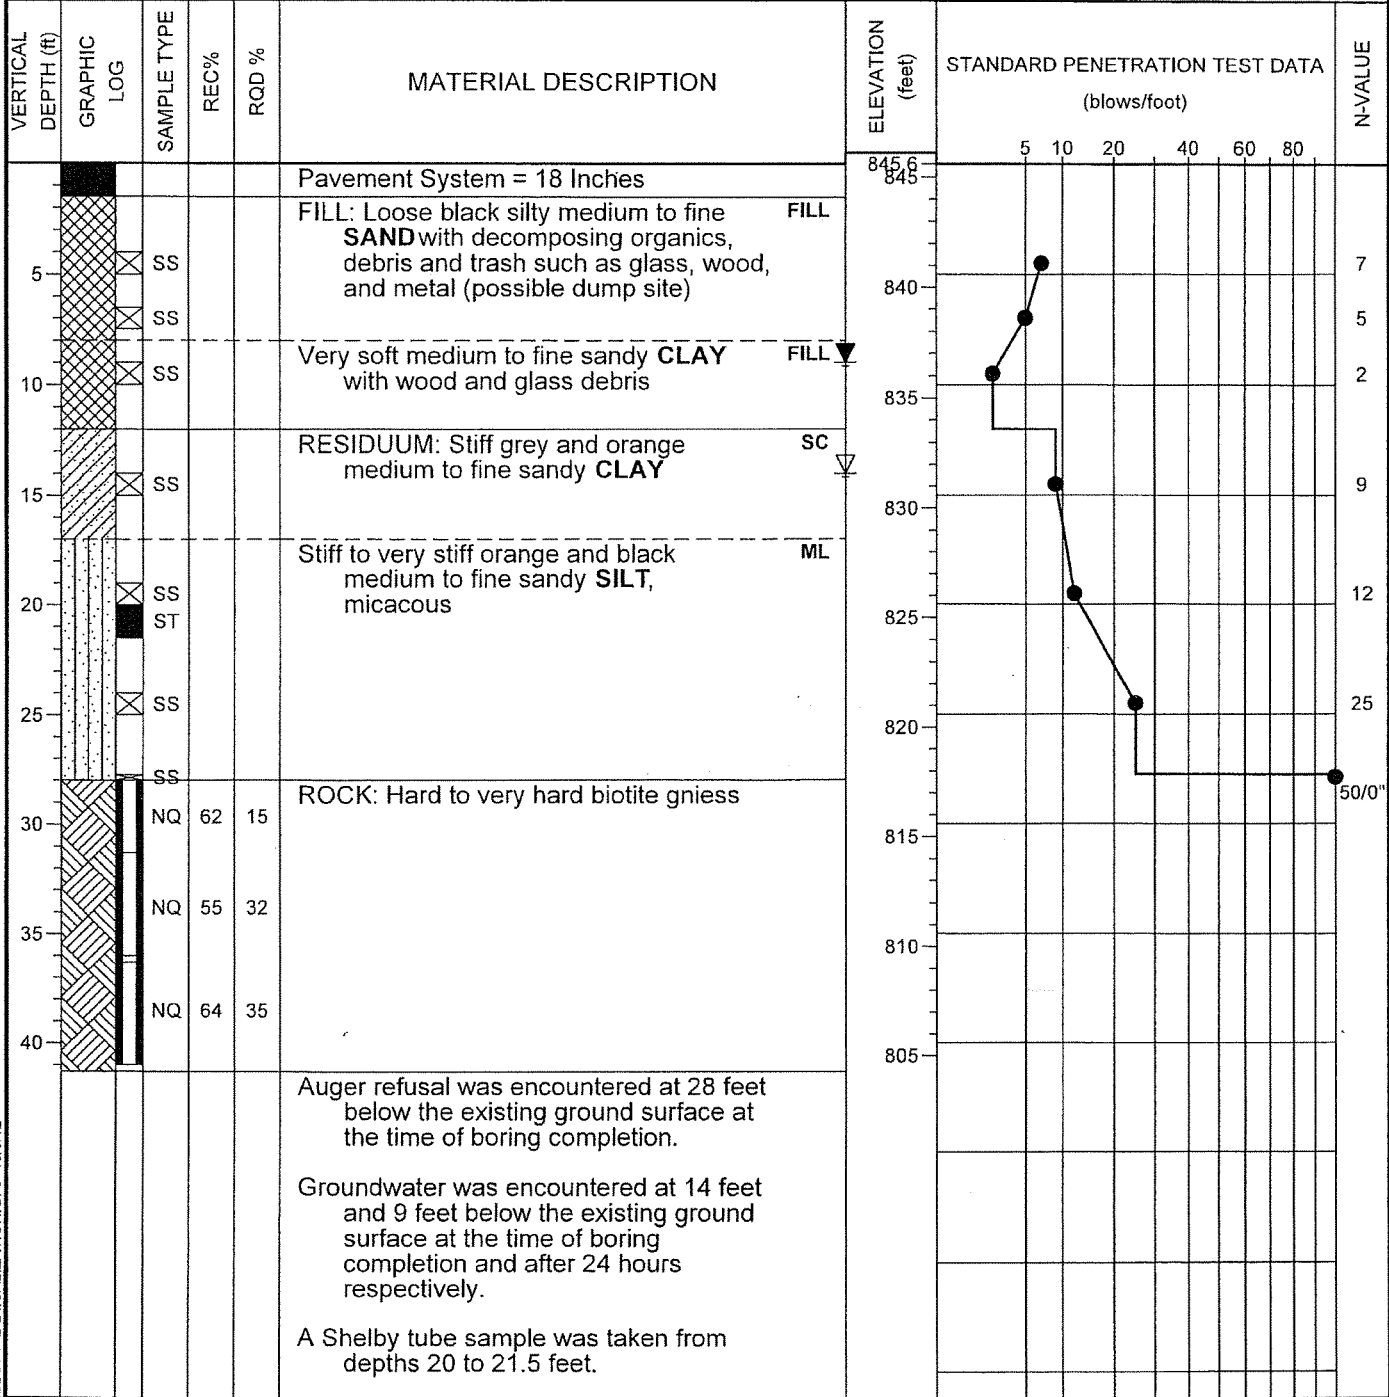 VERTICAL DEPTH (ft)
GRAPHIC LOG
SAMPLE TYPE
REC%
RQD %
MATERIAL DESCRIPTION
ELEVATION (feet)
STANDARD PENETRATION TEST DATA
(blows/foot)
N-VALUE
5 10 20 40 60 80
845.6
845
Pavement System = 18 Inches
FILL: Loose black silty medium to fine FILL
SAND with decomposing organics,
debris and trash such as glass, wood,
and metal (possible dump site)
SS 7
5
840
SS 5
Very soft medium to fine sandy CLAY FILL
with wood and glass debris
SS 2
10
835
RESIDUUM: Stiff grey and orange SC
medium to fine sandy CLAY
SS 9
15
830
Stiff to very stiff orange and black ML
medium to fine sandy SILT,
micacous
SS 12
20
825
ST
SS 25
25
820
SS
50/0"
ROCK: Hard to very hard biotite gniess
NQ 62 15
30
815
NQ 55 32
35
810
NQ 64 35
40
805
Auger refusal was encountered at 28 feet
below the existing ground surface at
the time of boring completion.
Groundwater was encountered at 14 feet
and 9 feet below the existing ground
surface at the time of boring
completion and after 24 hours
respectively.
A Shelby tube sample was taken from
depths 20 to 21.5 feet.